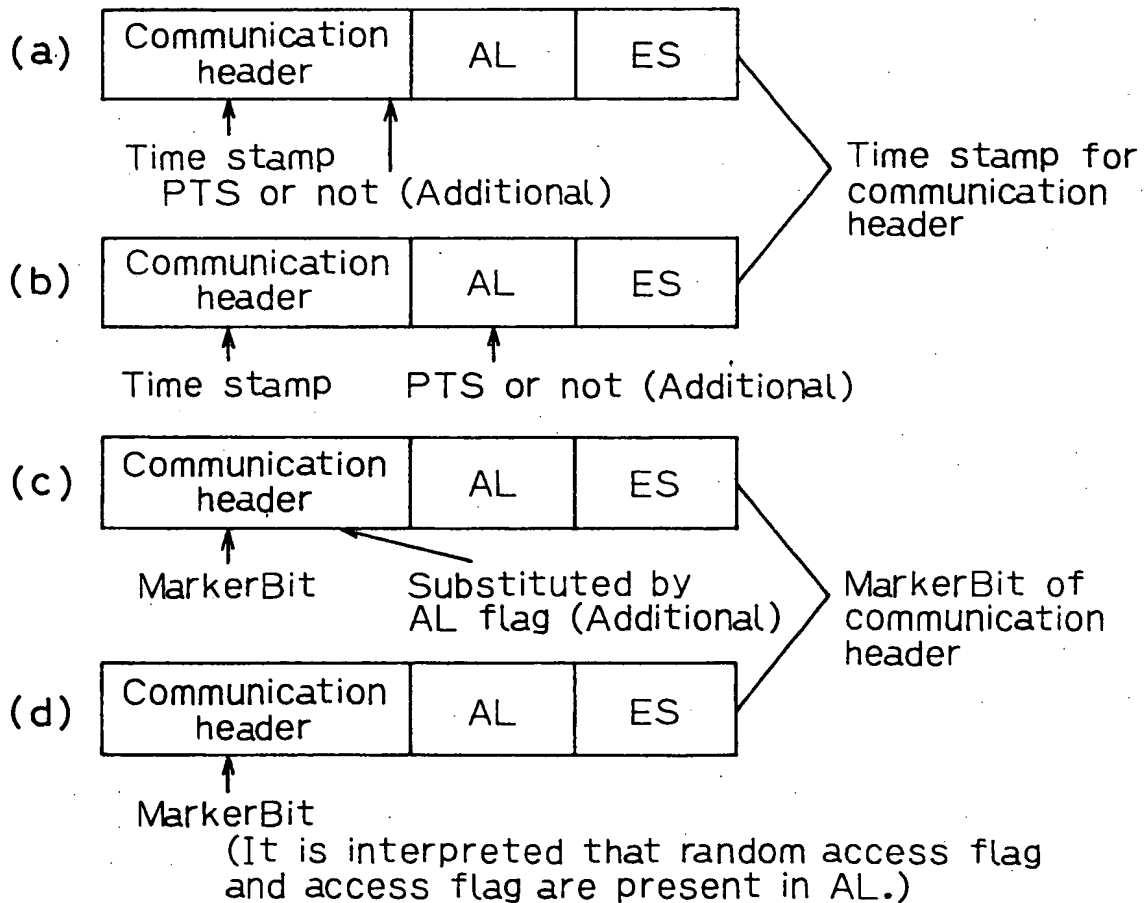 (a)
Communication
header
AL
ES
Time stamp
PTS or not (Additional)
Time stamp for
communication
header
(b)
Communication
header
AL
ES
Time stamp
PTS or not (Additional)
(c)
Communication
header
AL
ES
MarkerBit
Substituted by
AL flag (Additional)
MarkerBit of
communication
header
(d)
Communication
header
AL
ES
MarkerBit
(It is interpreted that random access flag
and access flag are present in AL.)